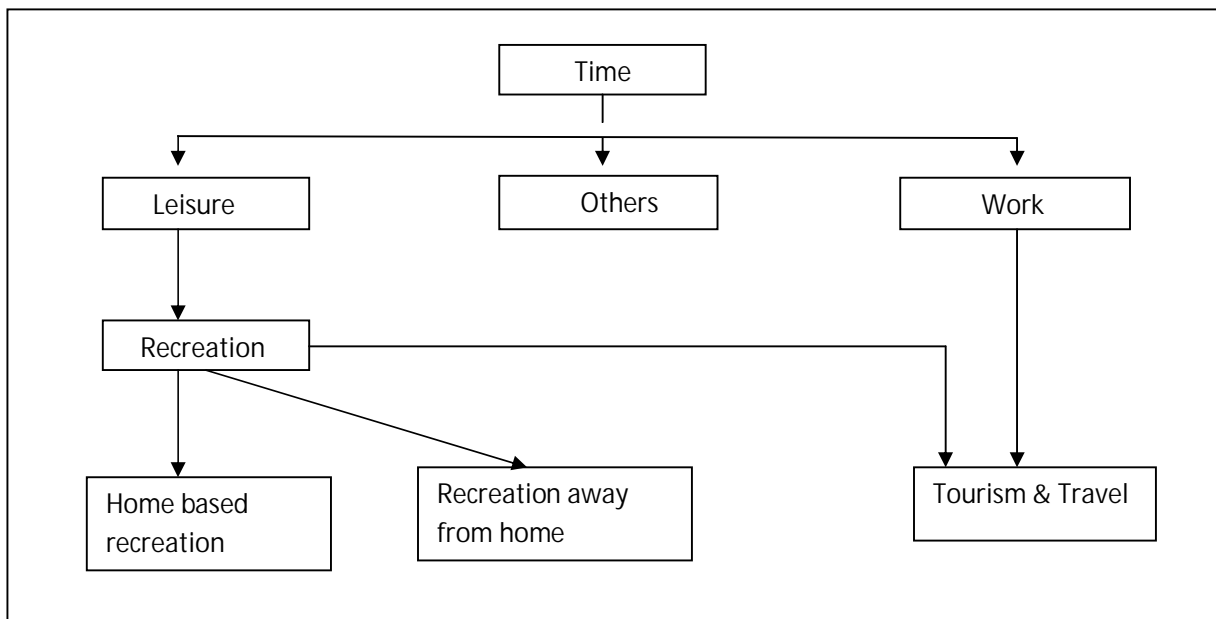 Time
Leisure
Others
Work
Recreation
Home based
recreation
Recreation away
from home
Tourism & Travel